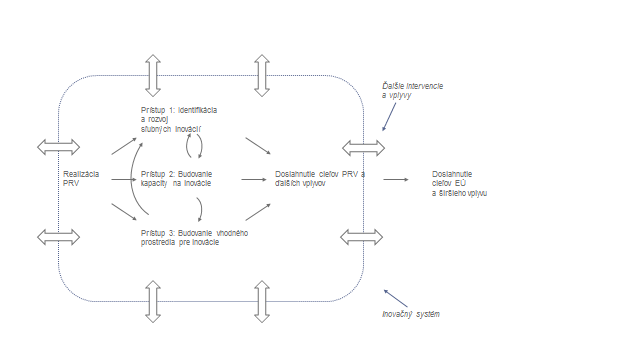 Ďalšie intervencie
a vplyvy
Prístup 1: Identifikácia
a rozvoj
sľubných inovácií
Realizácia
PRV
Prístup 2: Budovanie
kapacity na inovácie
Dosiahnutie cieľov PRV a
ďalších vplyvov
Dosiahnutie
cieľov EÚ
a širšieho vplyvu
Prístup 3: Budovanie vhodného
prostredia pre inovácie
Inovačný systém